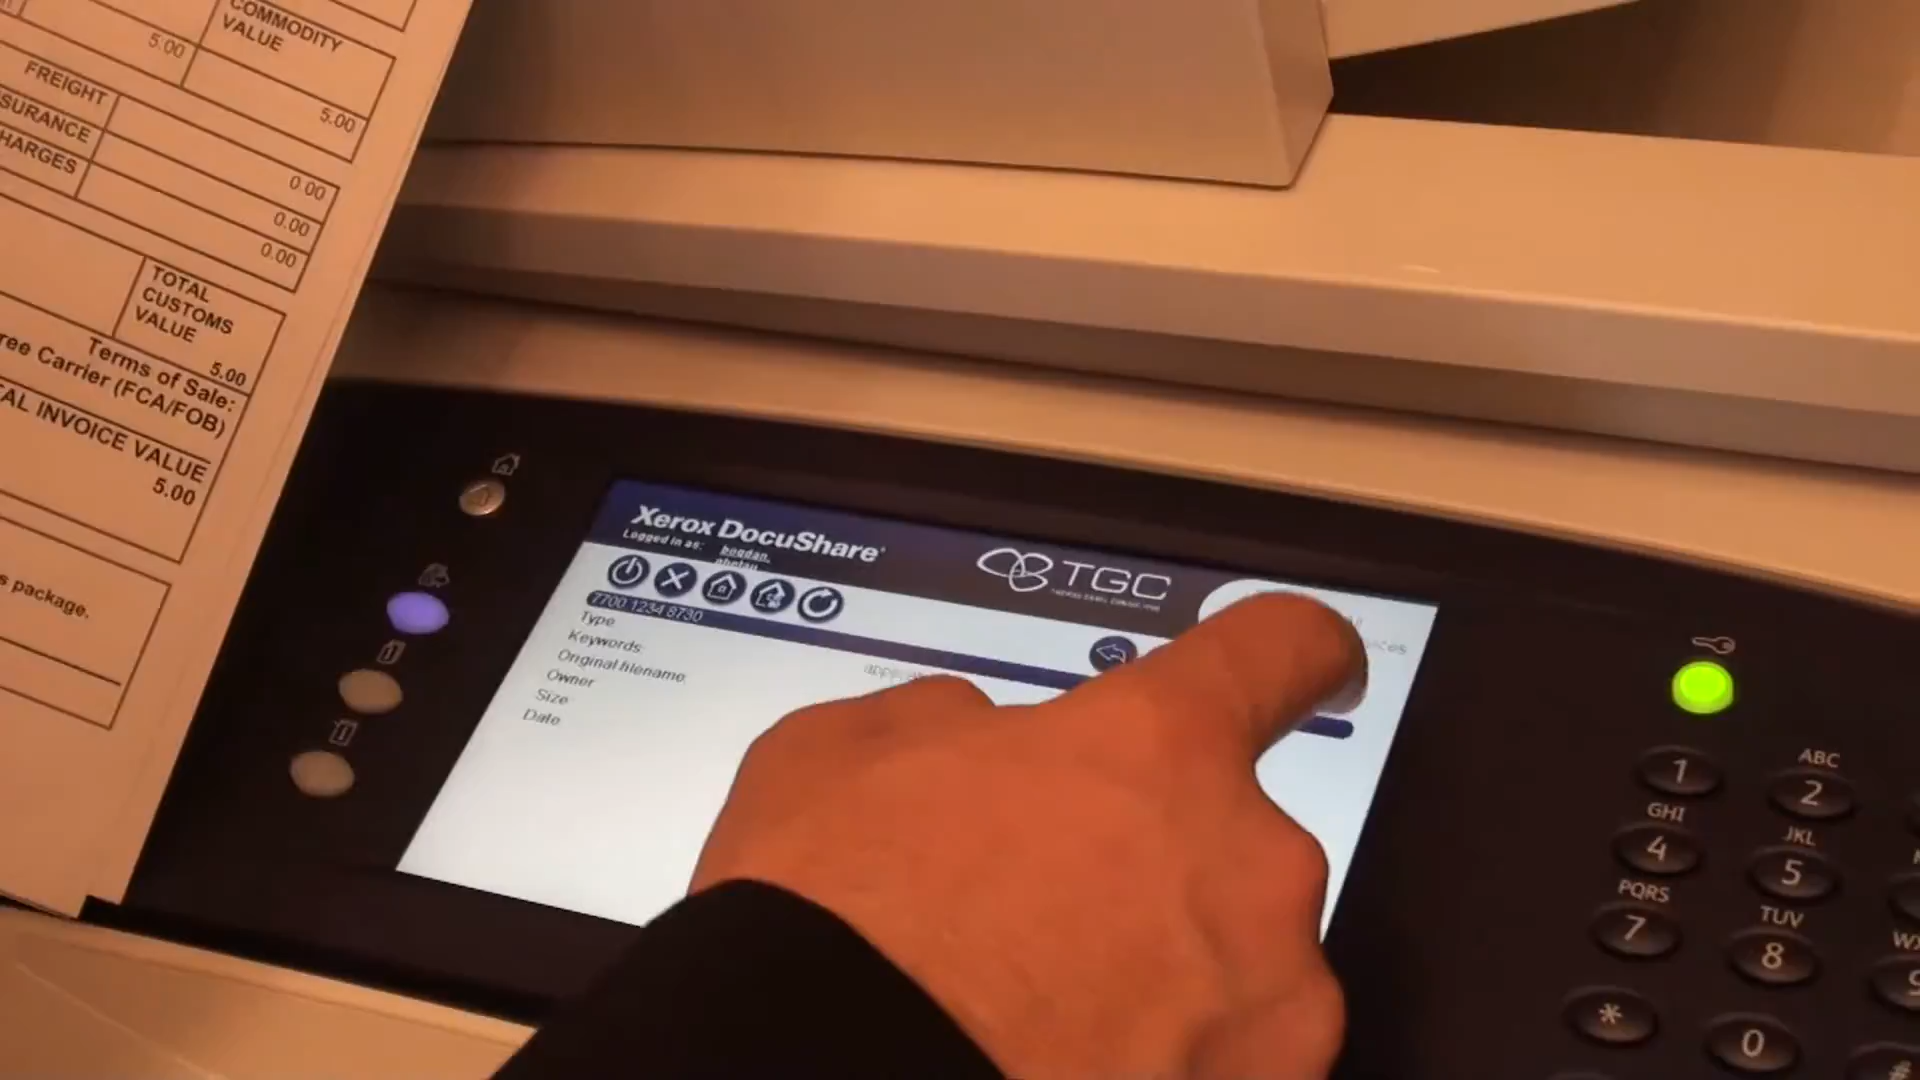 COMMODITY
VALUE
5.00
5.00
FREIGHT
SURANCE
HARGES
0.00
0.00
0.00
TOTAL
CUSTOMS
VALUE
5.00
Terms of Sale:
ree Carrier (FCA/FOB)
AL INVOICE VALUE
5.00
s package.
Xerox DocuShare
Logged in as: bogdan.
TGC
7700 1234 8730
Type
Keywords
Original filename
Owner
Size
Date
1
ABC
2
GHI
4
JKL
5
PQRS
7
TUV
8
*
0